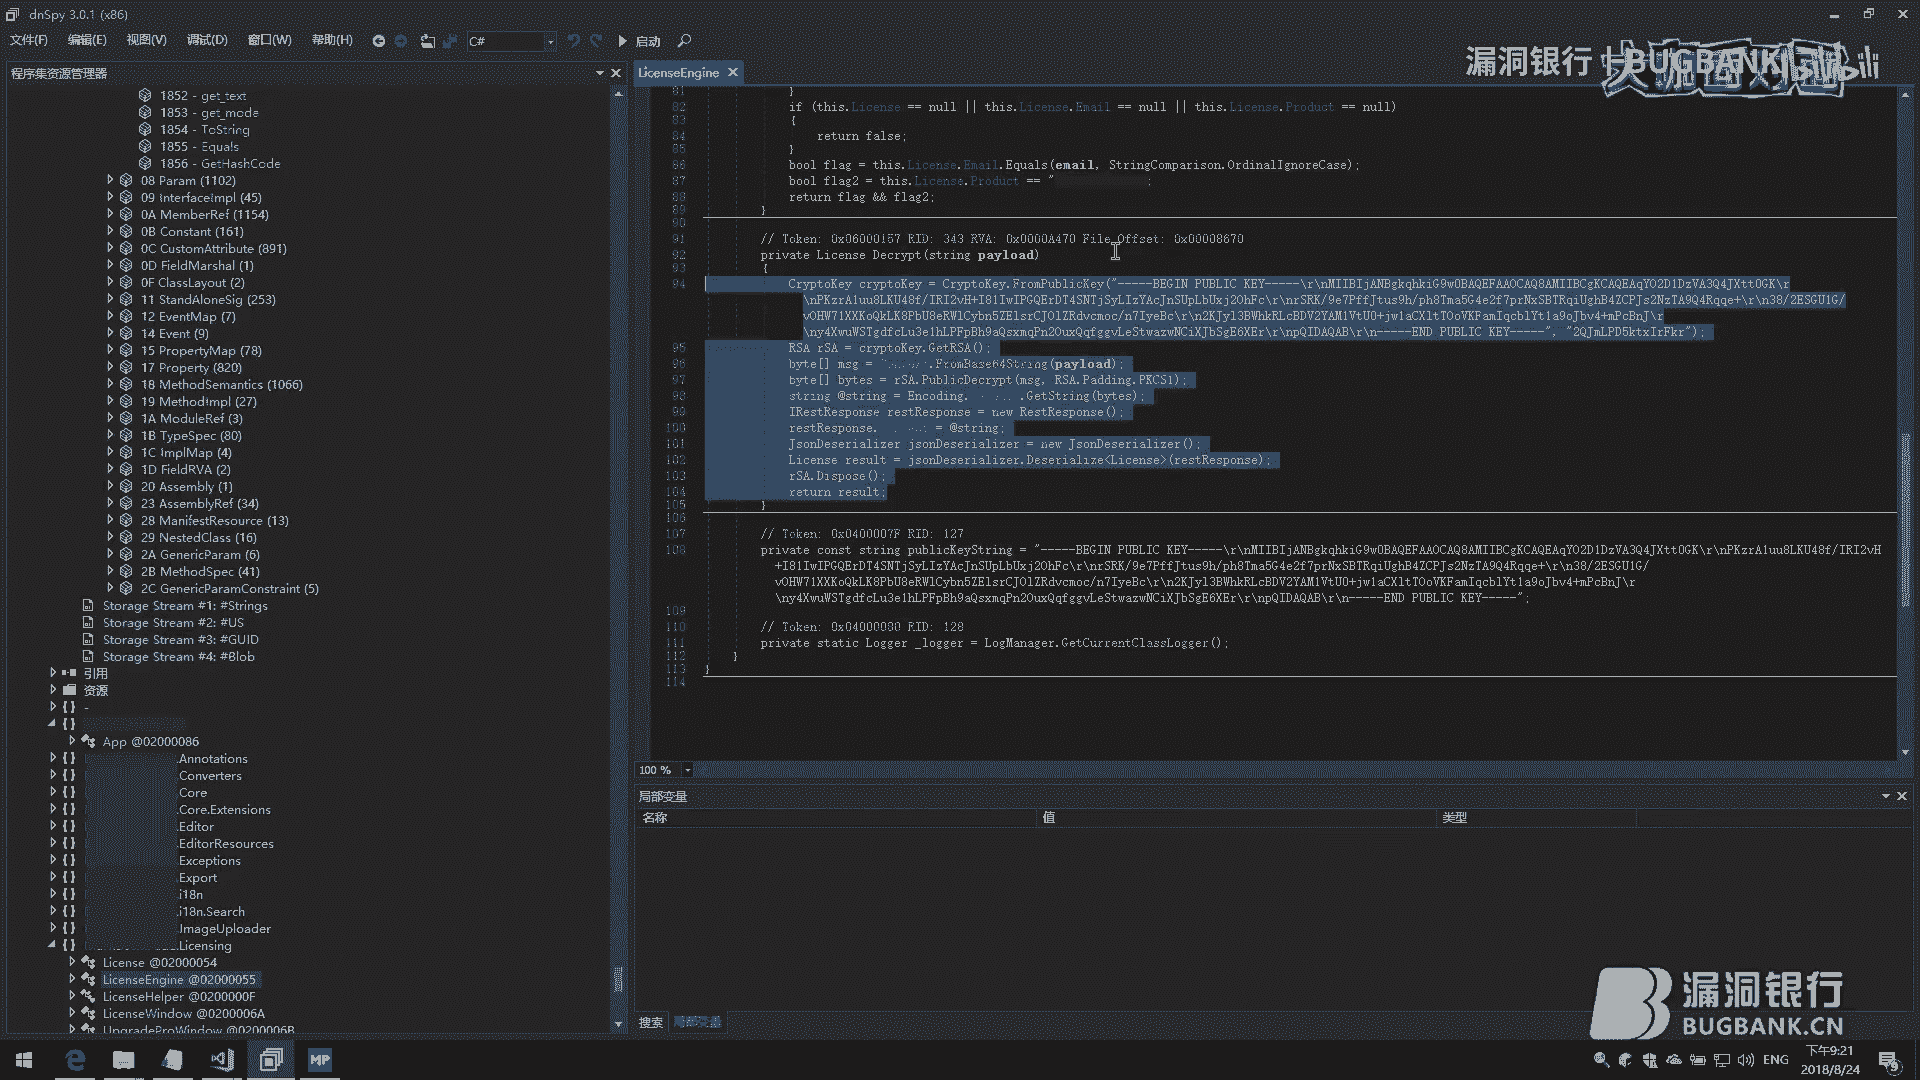 dnSpy 3.0.1 (x86)
文件(F) 编辑(E) 视图(V) 调试(D) 窗口(W) 帮助(H) C# 启动
漏洞银行 BUGBANK
程序集资源管理器
1852 - get_text
1853 - get_mode
1854 - ToString
1855 - Equals
1856 - GetHashCode
08 Param (1102)
09 InterfaceImpl (45)
0A MemberRef (1154)
0B Constant (161)
0C CustomAttribute (891)
0D FieldMarshal (1)
0F ClassLayout (2)
11 StandAloneSig (253)
12 EventMap (7)
14 Event (9)
15 PropertyMap (78)
17 Property (820)
18 MethodSemantics (1066)
19 MethodImpl (27)
1A ModuleRef (3)
1B TypeSpec (80)
1C ImplMap (4)
1D FieldRVA (2)
20 Assembly (1)
23 AssemblyRef (34)
28 ManifestResource (13)
29 NestedClass (16)
2A GenericParam (6)
2B MethodSpec (41)
2C GenericParamConstraint (5)
Storage Stream #1: #Strings
Storage Stream #2: #US
Storage Stream #3: #GUID
Storage Stream #4: #Blob
引用
资源
{ } -
{ }
App @02000086
{ } .Annotations
{ } .Converters
{ } .Core
{ } .Core.Extensions
{ } .Editor
{ } .EditorResources
{ } .Exceptions
{ } .Export
{ } .i18n
{ } .i18n.Search
{ } .ImageUploader
{ } .Licensing
License @02000054
LicenseEngine @02000055
LicenseHelper @0200000F
LicenseWindow @0200006A
UpgradeProWindow @0200006B
LicenseEngine
81 }
82 if (this.License == null || this.License.Email == null || this.License.Product == null)
83 {
84 return false;
85 }
86 bool flag = this.License.Email.Equals(email, StringComparison.OrdinalIgnoreCase);
87 bool flag2 = this.License.Product == " ;
88 return flag && flag2;
89 }
90
91 // Token: 0x06000157 RID: 343 RVA: 0x0000A470 File Offset: 0x00008670
92 private License Decrypt(string payload)
93 {
94 CryptoKey cryptoKey = CryptoKey.FromPublicKey("-----BEGIN PUBLIC KEY-----\r\nMIIBIjANBgkqhkiG9w0BAQEFAAOCAQ8AMIIBCgKCAQEAqYO2D1DzVA3Q4JXtt0GK\r
\nPKzrA1uu8LKU48f/IRI2vH+I81IwIPGQErDT4SNTjSyLIzYAcJnSUpLbUxj2OhFc\r\nrSRK/9e7PffJtus9h/ph8Tma5G4e2f7prNxSBTRqiUghB4ZCPJs2NzTA9Q4Rqqe+\r\n38/2ESGU1G/
vOHW71XXKoQkLK8PbU8eRWlCybn5ZElsrCJOlZRdvcmoc/n7IyeBc\r\n2KJyl3BWhkRLcBDV2YAM1VtU0+jw1aCXltTOoVKFamIqcblYt1a9oJbv4+mPcBnJ\r
\ny4XwuWSTgdfcLu3e1hLPFpBh9aQsxmqPn2OuxQqfggvLeStwazwNCiXJbSgE6XEr\r\npQIDAQAB\r\n-----END PUBLIC KEY-----", "2QJmLPD5ktxIrFkr");
95 RSA rSA = cryptoKey.GetRSA();
96 byte[] msg = .FromBase64String(payload);
97 byte[] bytes = rSA.PublicDecrypt(msg, RSA.Padding.PKCS1);
98 string @string = Encoding. .GetString(bytes);
99 IRestResponse restResponse = new RestResponse();
100 restResponse. = @string;
101 JsonDeserializer jsonDeserializer = new JsonDeserializer();
102 License result = jsonDeserializer.Deserialize<License>(restResponse);
103 rSA.Dispose();
104 return result;
105 }
106
107 // Token: 0x0400007F RID: 127
108 private const string publicKeyString = "-----BEGIN PUBLIC KEY-----\r\nMIIBIjANBgkqhkiG9w0BAQEFAAOCAQ8AMIIBCgKCAQEAqYO2D1DzVA3Q4JXtt0GK\r\nPKzrA1uu8LKU48f/IRI2vH
+I81IwIPGQErDT4SNTjSyLIzYAcJnSUpLbUxj2OhFc\r\nrSRK/9e7PffJtus9h/ph8Tma5G4e2f7prNxSBTRqiUghB4ZCPJs2NzTA9Q4Rqqe+\r\n38/2ESGU1G/
vOHW71XXKoQkLK8PbU8eRWlCybn5ZElsrCJOlZRdvcmoc/n7IyeBc\r\n2KJyl3BWhkRLcBDV2YAM1VtU0+jw1aCXltTOoVKFamIqcblYt1a9oJbv4+mPcBnJ\r
\ny4XwuWSTgdfcLu3e1hLPFpBh9aQsxmqPn2OuxQqfggvLeStwazwNCiXJbSgE6XEr\r\npQIDAQAB\r\n-----END PUBLIC KEY-----";
109
110 // Token: 0x04000080 RID: 128
111 private static Logger _logger = LogManager.GetCurrentClassLogger();
112 }
113 }
114
100 %
局部变量
名称 值 类型
搜索 局部变量
漏洞银行
BUGBANK.CN
MP
ENG
下午9:21
2018/8/24